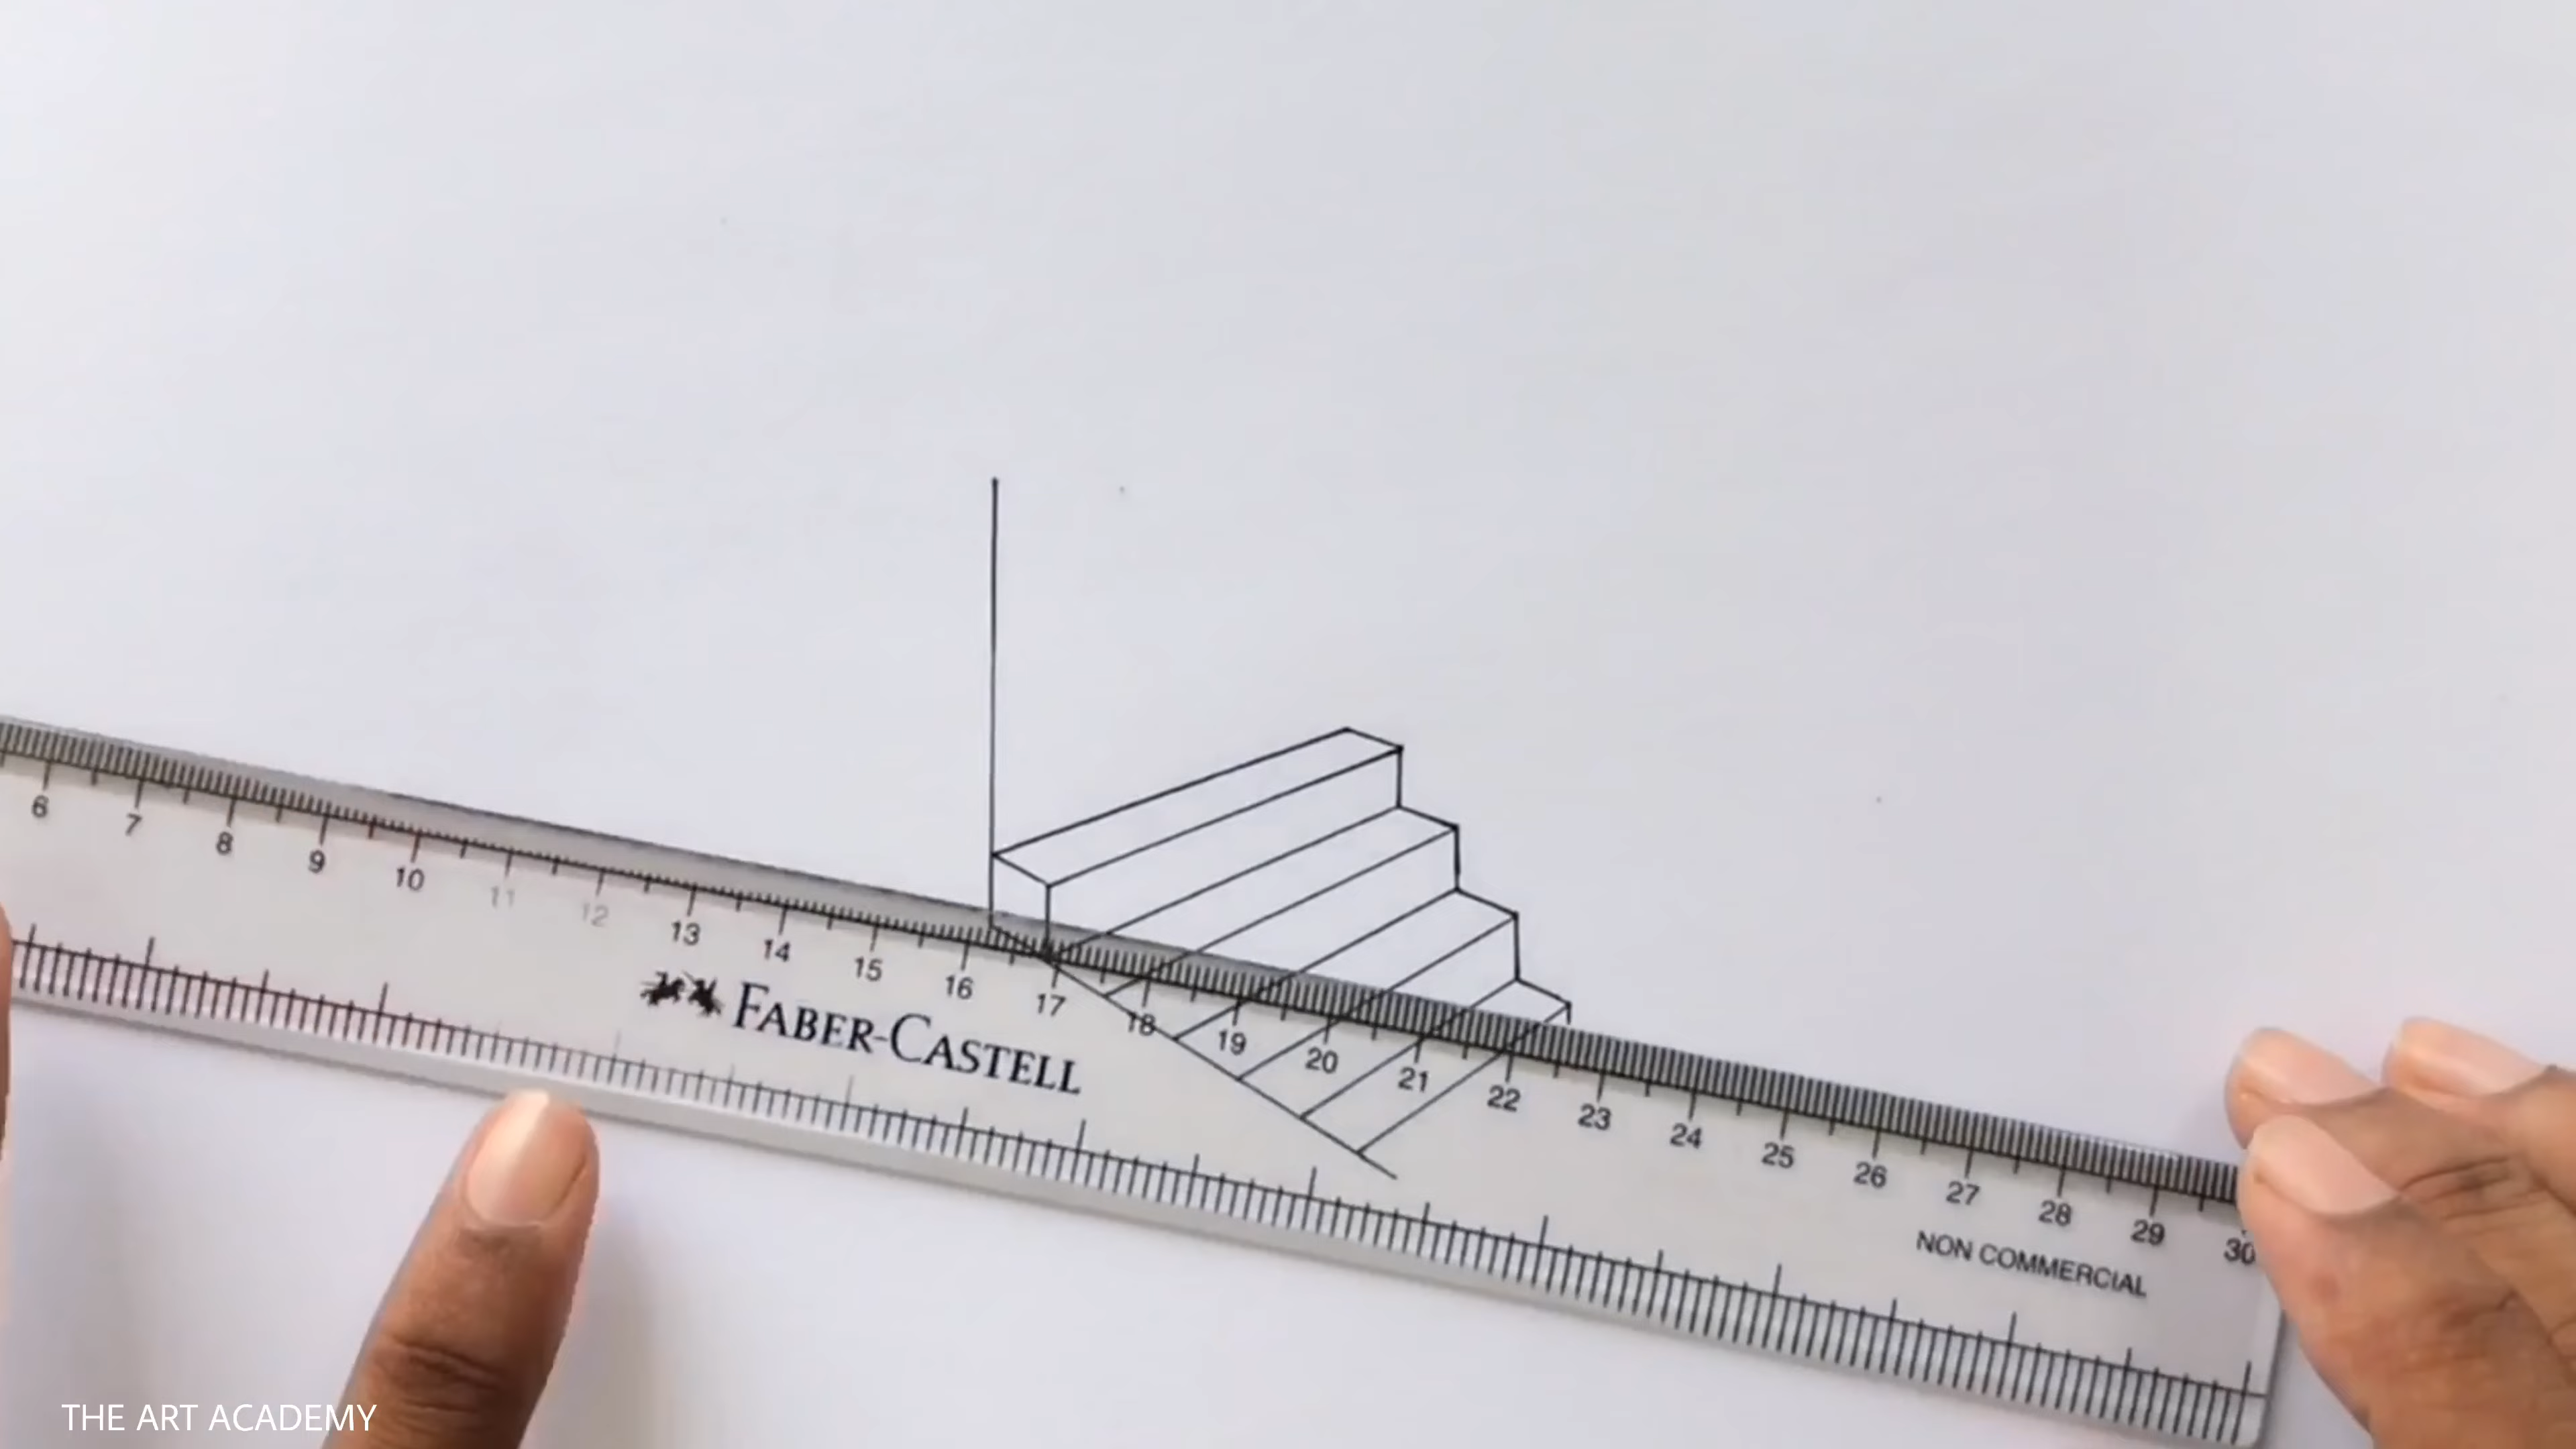 6 7 8 9 10 11 12 13 14 15 16 17 18 19 20 21 22 23 24 25 26 27 28 29 30
FABER-CASTELL
NON COMMERCIAL
THE ART ACADEMY